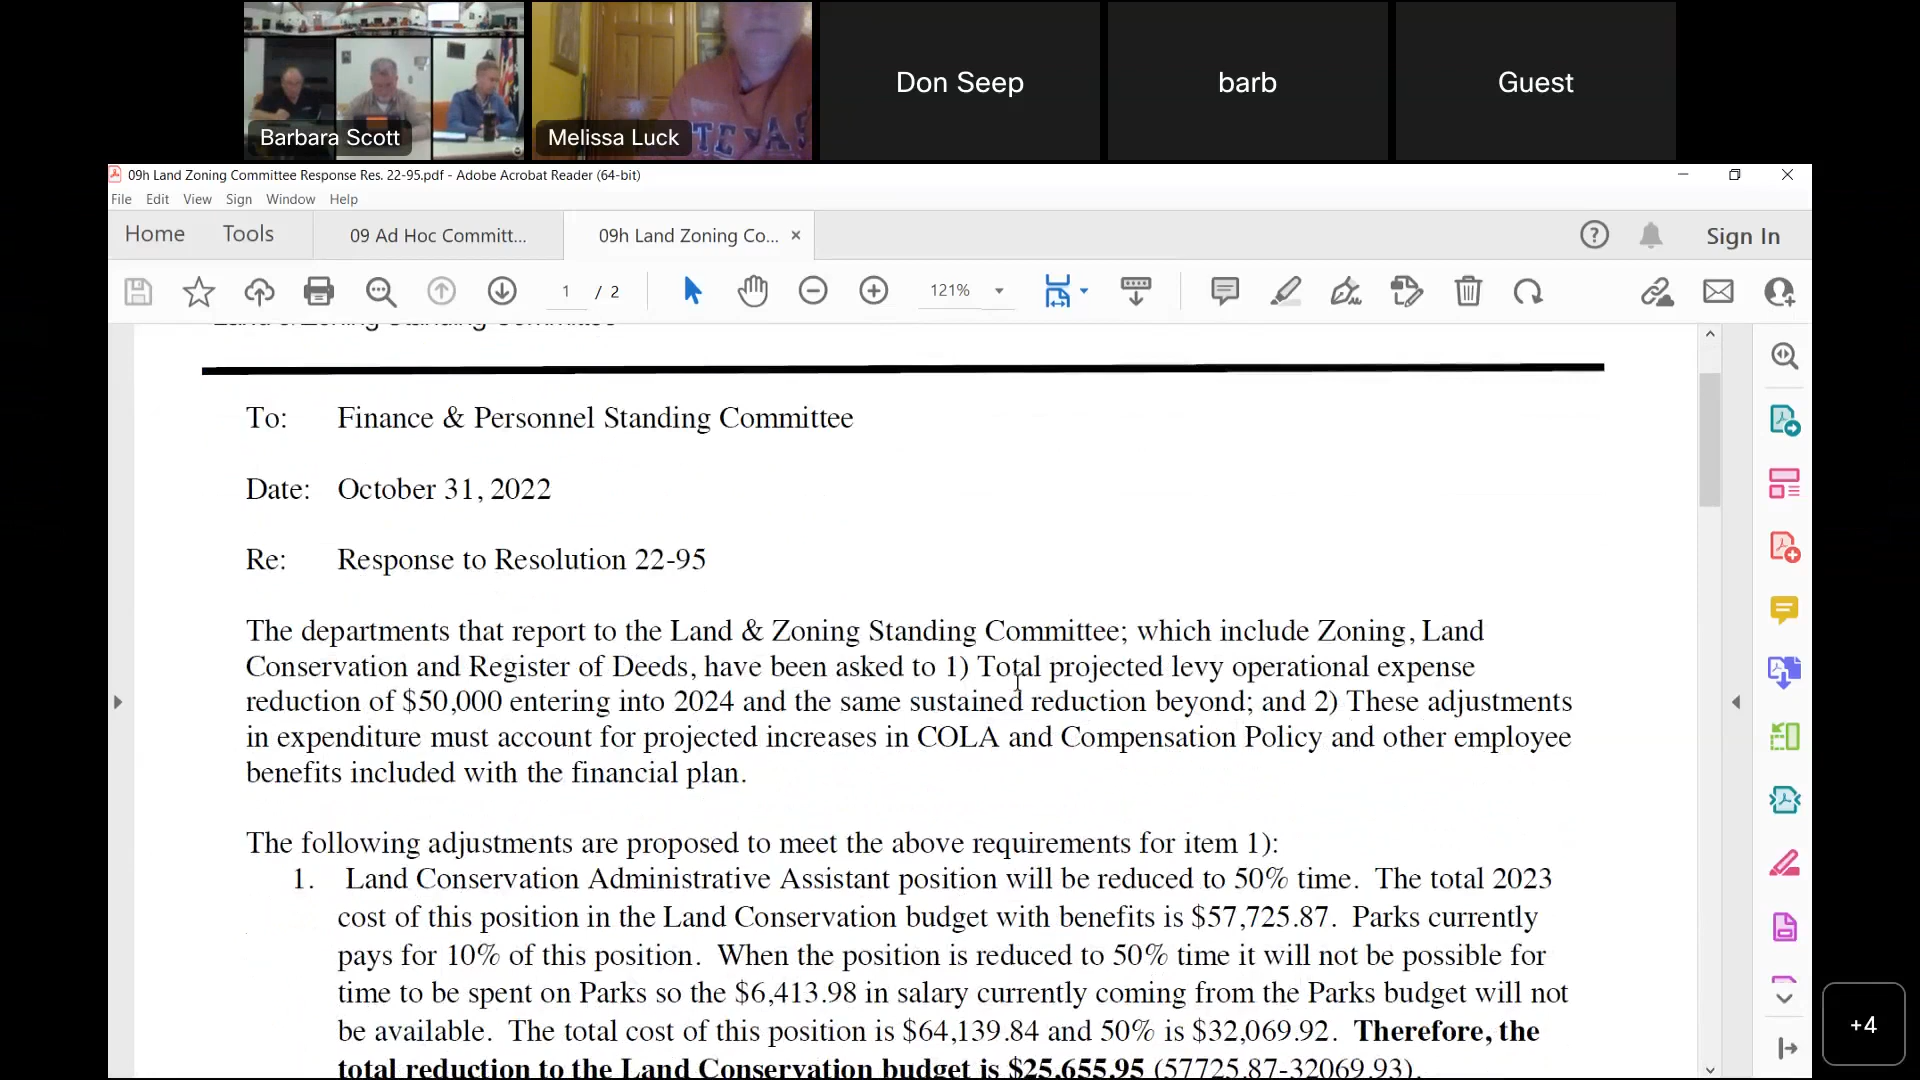 Barbara Scott
Melissa Luck
TEXAS
Don Seep
barb
Guest
09h Land Zoning Committee Response Res. 22-95.pdf - Adobe Acrobat Reader (64-bit)
File Edit View Sign Window Help
Home Tools 09 Ad Hoc Committ... 09h Land Zoning Co... × Sign In
1 / 2 121%
Land & Zoning Standing Committee
To: Finance & Personnel Standing Committee
Date: October 31, 2022
Re: Response to Resolution 22-95
The departments that report to the Land & Zoning Standing Committee; which include Zoning, Land
Conservation and Register of Deeds, have been asked to 1) Total projected levy operational expense
reduction of $50,000 entering into 2024 and the same sustained reduction beyond; and 2) These adjustments
in expenditure must account for projected increases in COLA and Compensation Policy and other employee
benefits included with the financial plan.
The following adjustments are proposed to meet the above requirements for item 1):
1. Land Conservation Administrative Assistant position will be reduced to 50% time. The total 2023
cost of this position in the Land Conservation budget with benefits is $57,725.87. Parks currently
pays for 10% of this position. When the position is reduced to 50% time it will not be possible for
time to be spent on Parks so the $6,413.98 in salary currently coming from the Parks budget will not
be available. The total cost of this position is $64,139.84 and 50% is $32,069.92. Therefore, the
total reduction to the Land Conservation budget is $25,655.95 (57725.87-32069.93).
+4